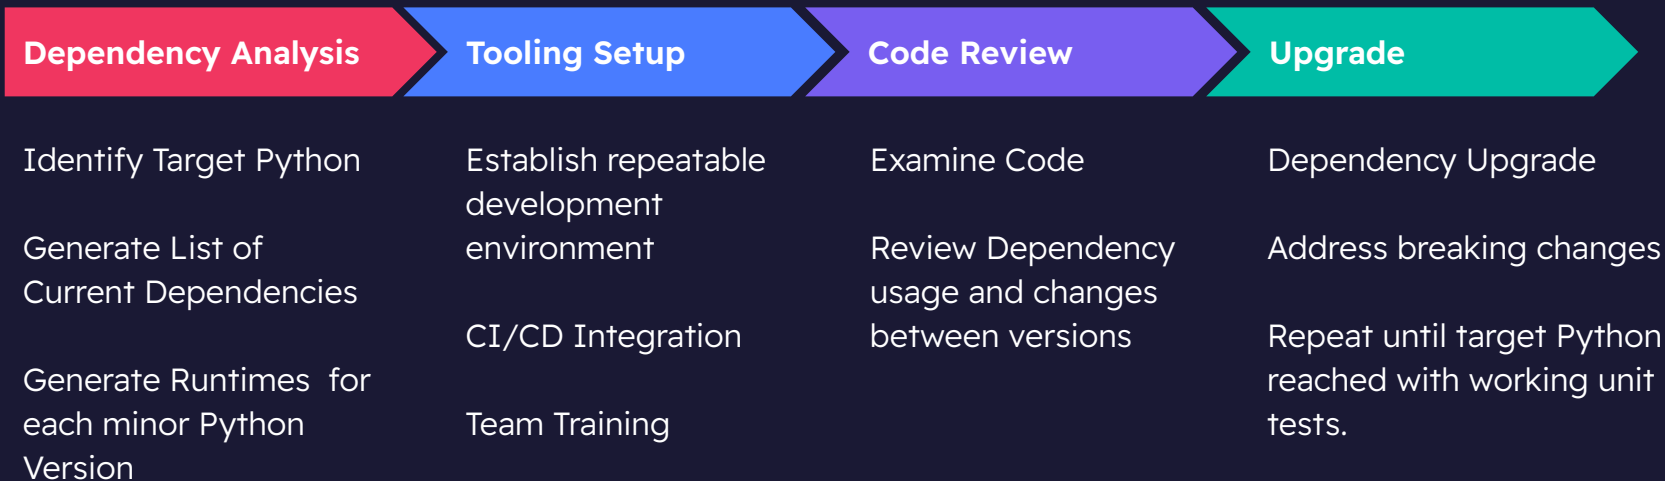 Dependency Analysis
Tooling Setup
Code Review
Upgrade
Identify Target Python
Generate List of
Current Dependencies
Generate Runtimes  for
each minor Python
Version
Establish repeatable
development
environment
CI/CD Integration
Team Training
Examine Code
Review Dependency
usage and changes
between versions
Dependency Upgrade
Address breaking changes
Repeat until target Python
reached with working unit
tests.